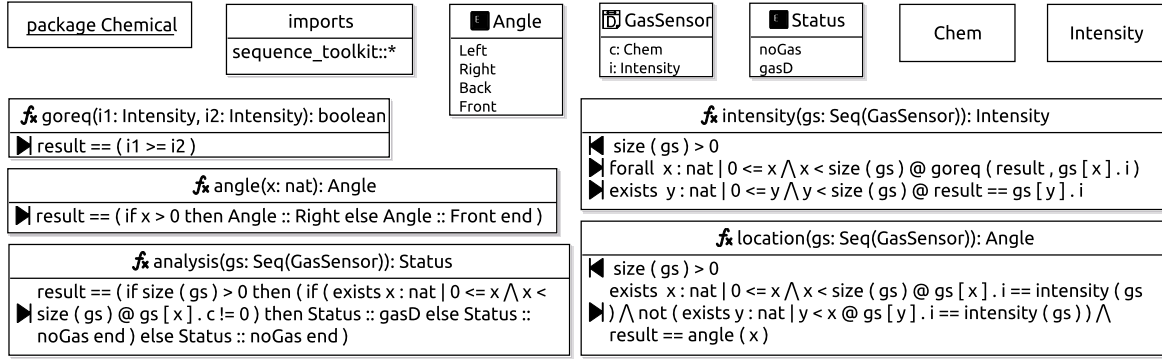 package Chemical
imports
sequence_toolkit::*
E Angle
Left
Right
Back
Front
D GasSensor
c: Chem
i: Intensity
E Status
noGas
gasD
Chem
Intensity
fx goreq(i1: Intensity, i2: Intensity): boolean
result == ( i1 >= i2 )
fx angle(x: nat): Angle
result == ( if x > 0 then Angle :: Right else Angle :: Front end )
fx analysis(gs: Seq(GasSensor)): Status
result == ( if size ( gs ) > 0 then ( if ( exists x : nat | 0 <= x /\ x <
size ( gs ) @ gs [ x ] . c != 0 ) then Status :: gasD else Status ::
noGas end ) else Status :: noGas end )
fx intensity(gs: Seq(GasSensor)): Intensity
size ( gs ) > 0
forall x : nat | 0 <= x /\ x < size ( gs ) @ goreq ( result , gs [ x ] . i )
exists y : nat | 0 <= y /\ y < size ( gs ) @ result == gs [ y ] . i
fx location(gs: Seq(GasSensor)): Angle
size ( gs ) > 0
exists x : nat | 0 <= x /\ x < size ( gs ) @ gs [ x ] . i == intensity ( gs
) /\ not ( exists y : nat | y < x @ gs [ y ] . i == intensity ( gs ) ) /\
result == angle ( x )